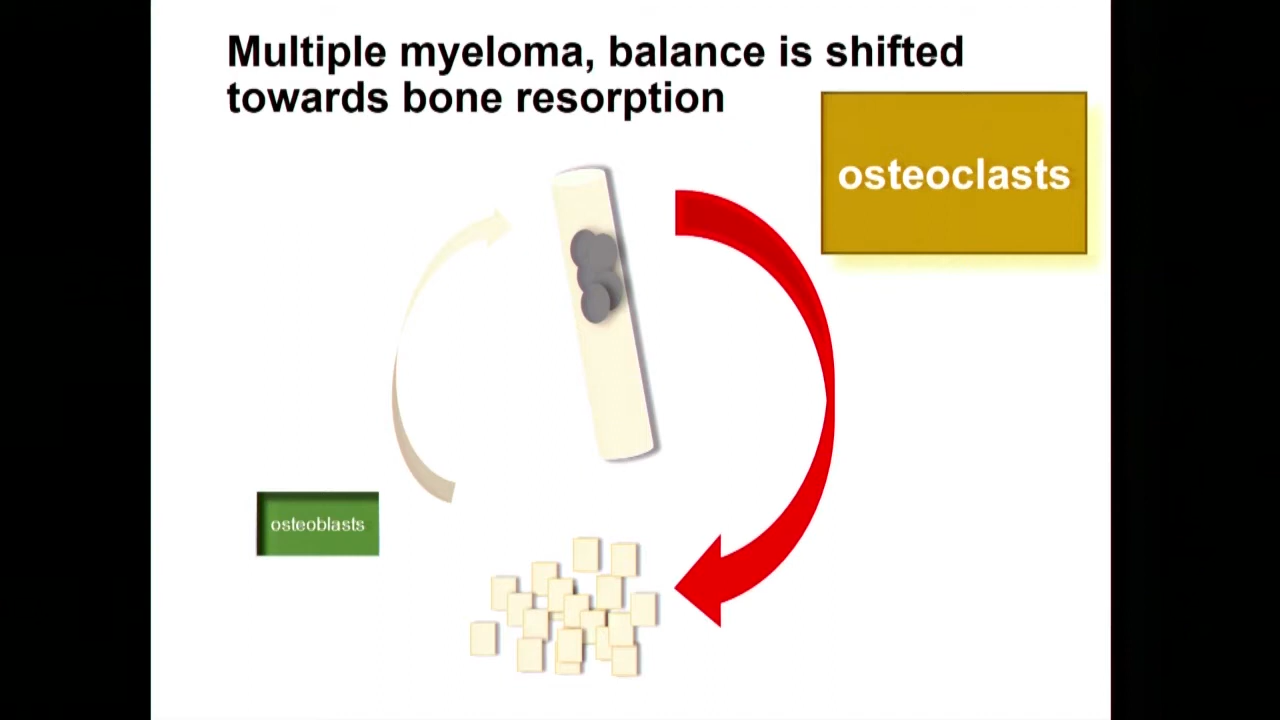 Multiple myeloma, balance is shifted
towards bone resorption
osteoclasts
osteoblasts